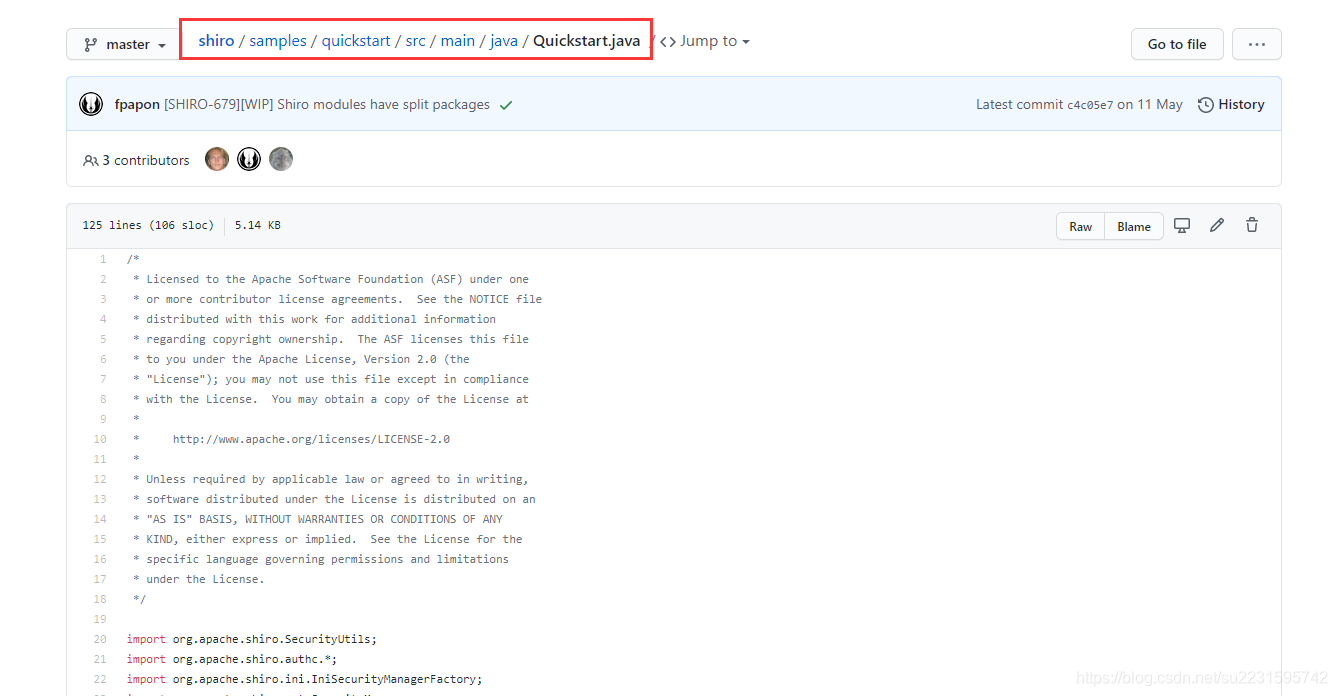 master shiro / samples / quickstart / src / main / java / Quickstart.java / <> Jump to Go to file ...
fpapon [SHIRO-679][WIP] Shiro modules have split packages Latest commit c4c05e7 on 11 May History
3 contributors
125 lines (106 sloc) 5.14 KB Raw Blame
1 /*
2 * Licensed to the Apache Software Foundation (ASF) under one
3 * or more contributor license agreements. See the NOTICE file
4 * distributed with this work for additional information
5 * regarding copyright ownership. The ASF licenses this file
6 * to you under the Apache License, Version 2.0 (the
7 * "License"); you may not use this file except in compliance
8 * with the License. You may obtain a copy of the License at
9 *
10 * http://www.apache.org/licenses/LICENSE-2.0
11 *
12 * Unless required by applicable law or agreed to in writing,
13 * software distributed under the License is distributed on an
14 * "AS IS" BASIS, WITHOUT WARRANTIES OR CONDITIONS OF ANY
15 * KIND, either express or implied. See the License for the
16 * specific language governing permissions and limitations
17 * under the License.
18 */
19
20 import org.apache.shiro.SecurityUtils;
21 import org.apache.shiro.authc.*;
22 import org.apache.shiro.ini.IniSecurityManagerFactory;
https://blog.csdn.net/su2231595742